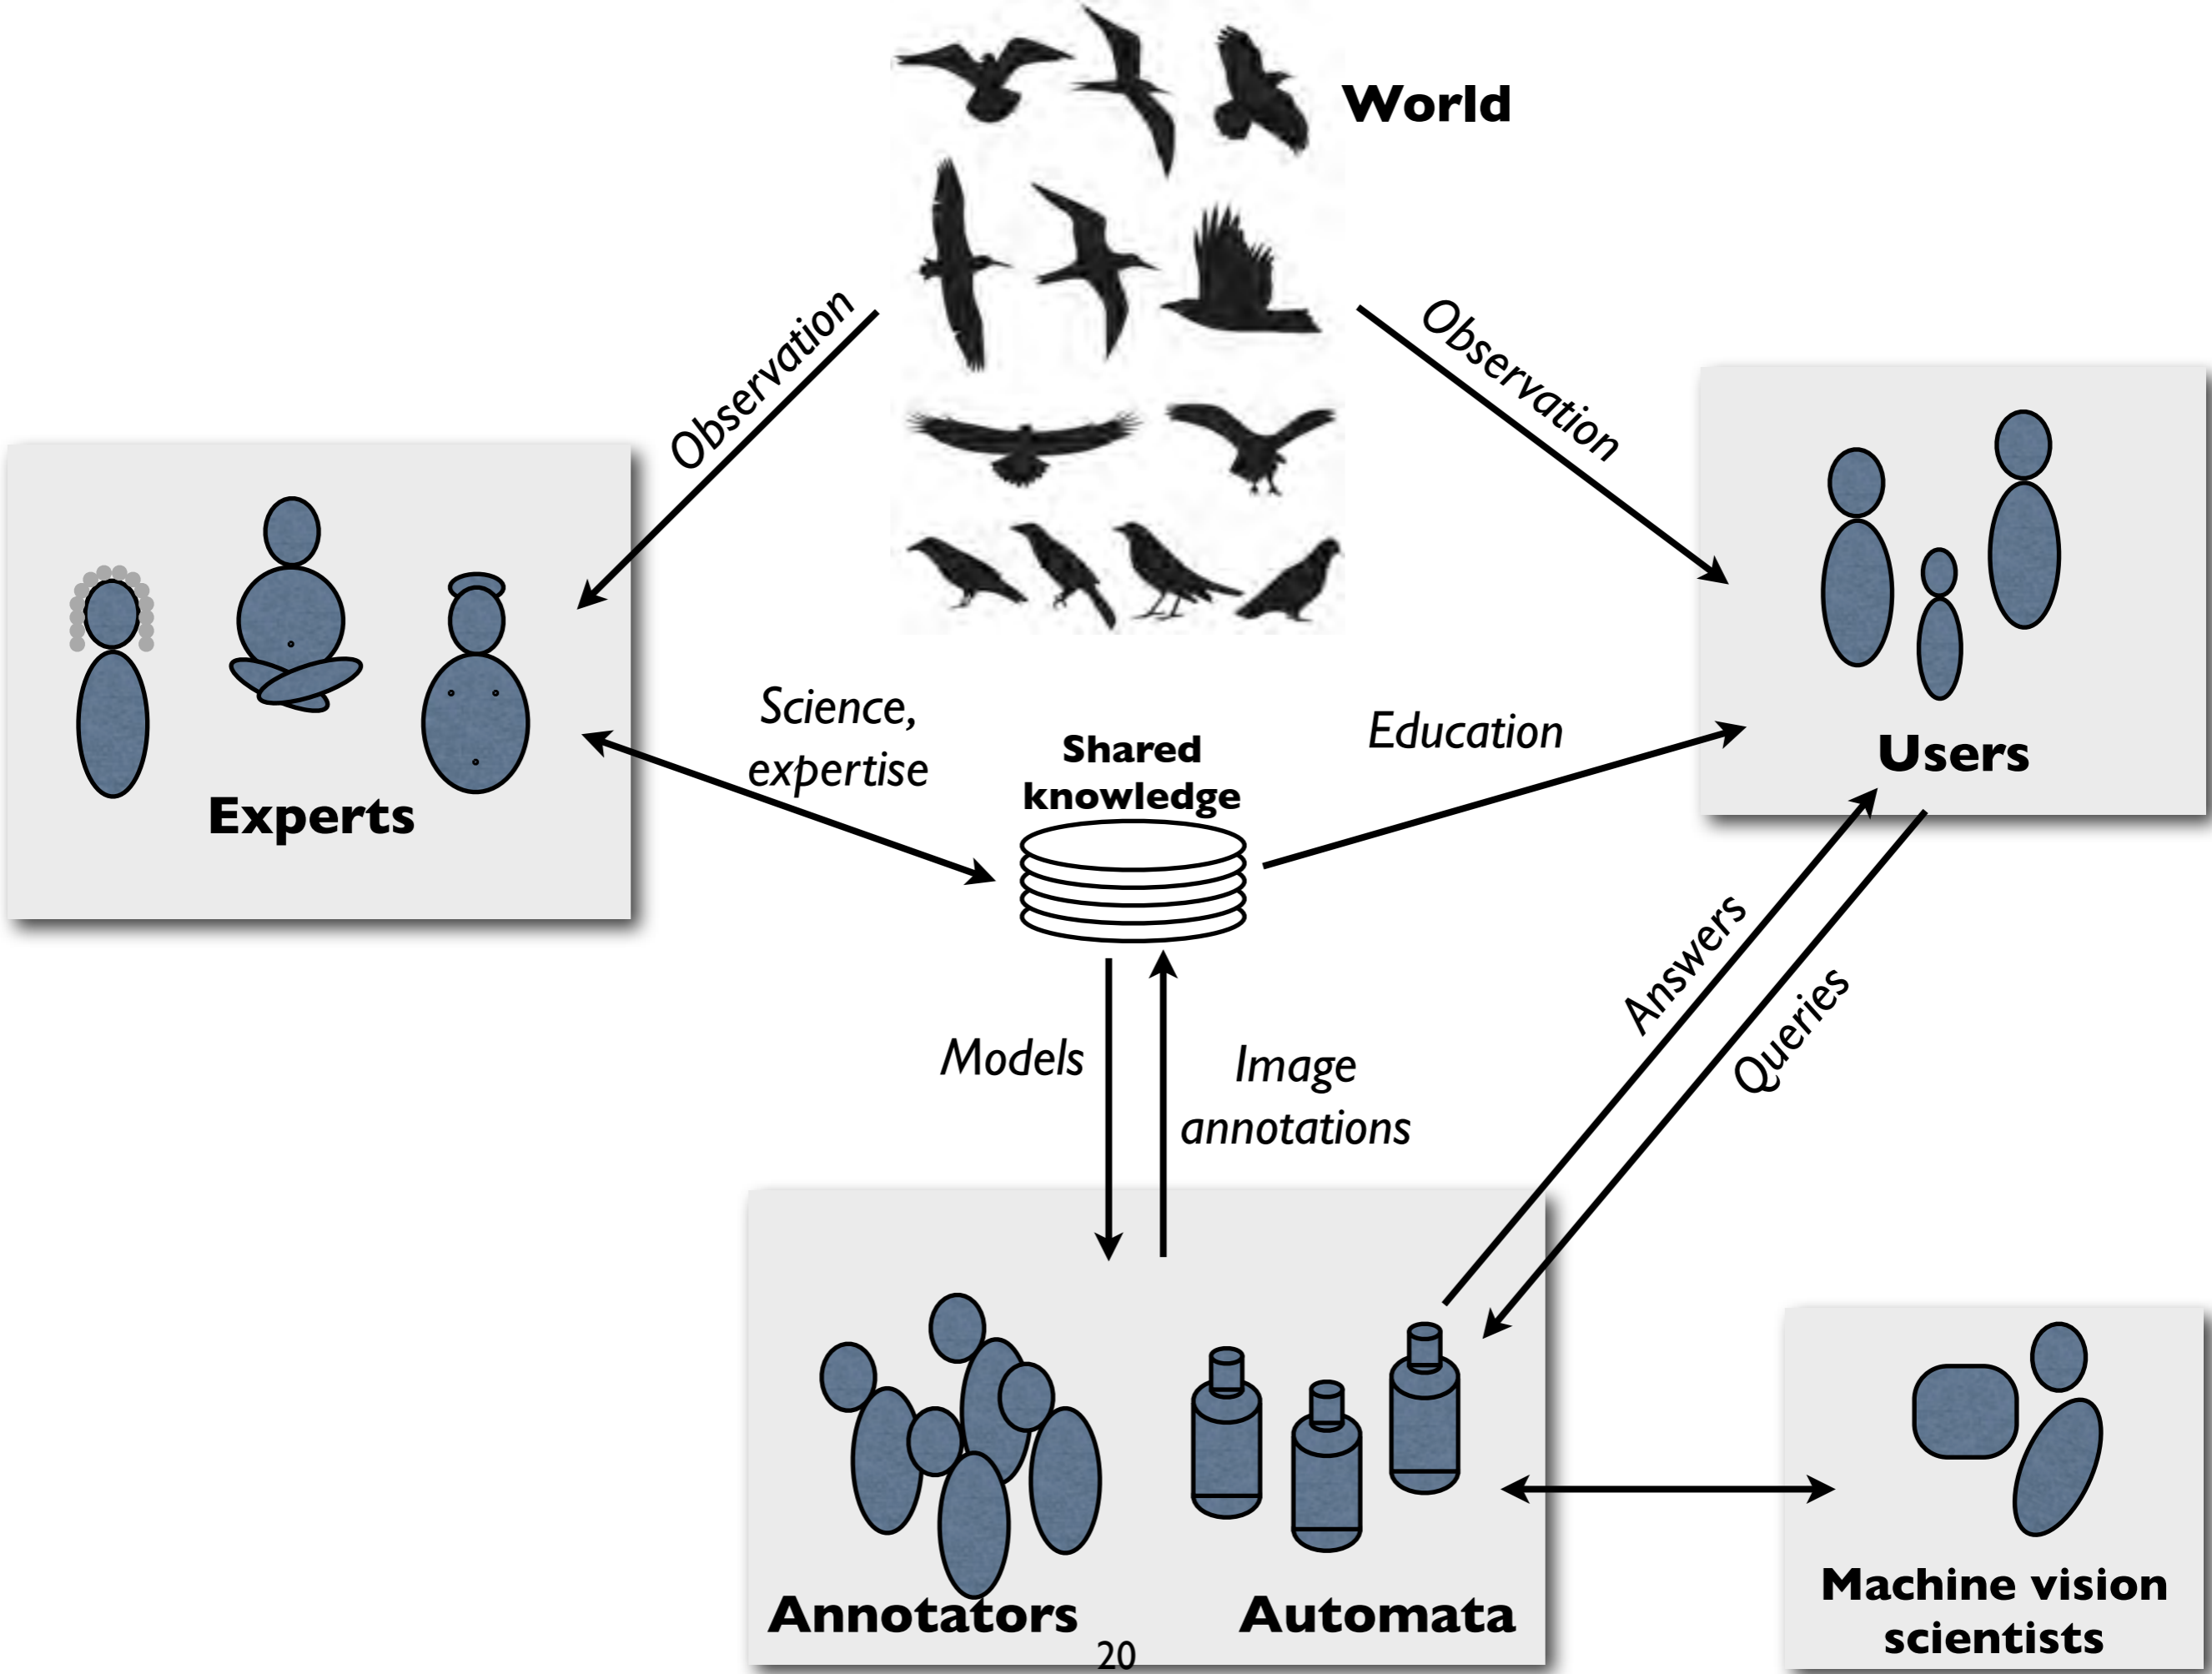 World
Observation
Observation
Science,
expertise
Shared
knowledge
Education
Users
Experts
Answers
Queries
Models
Image
annotations
Annotators
Automata
Machine vision
scientists
20